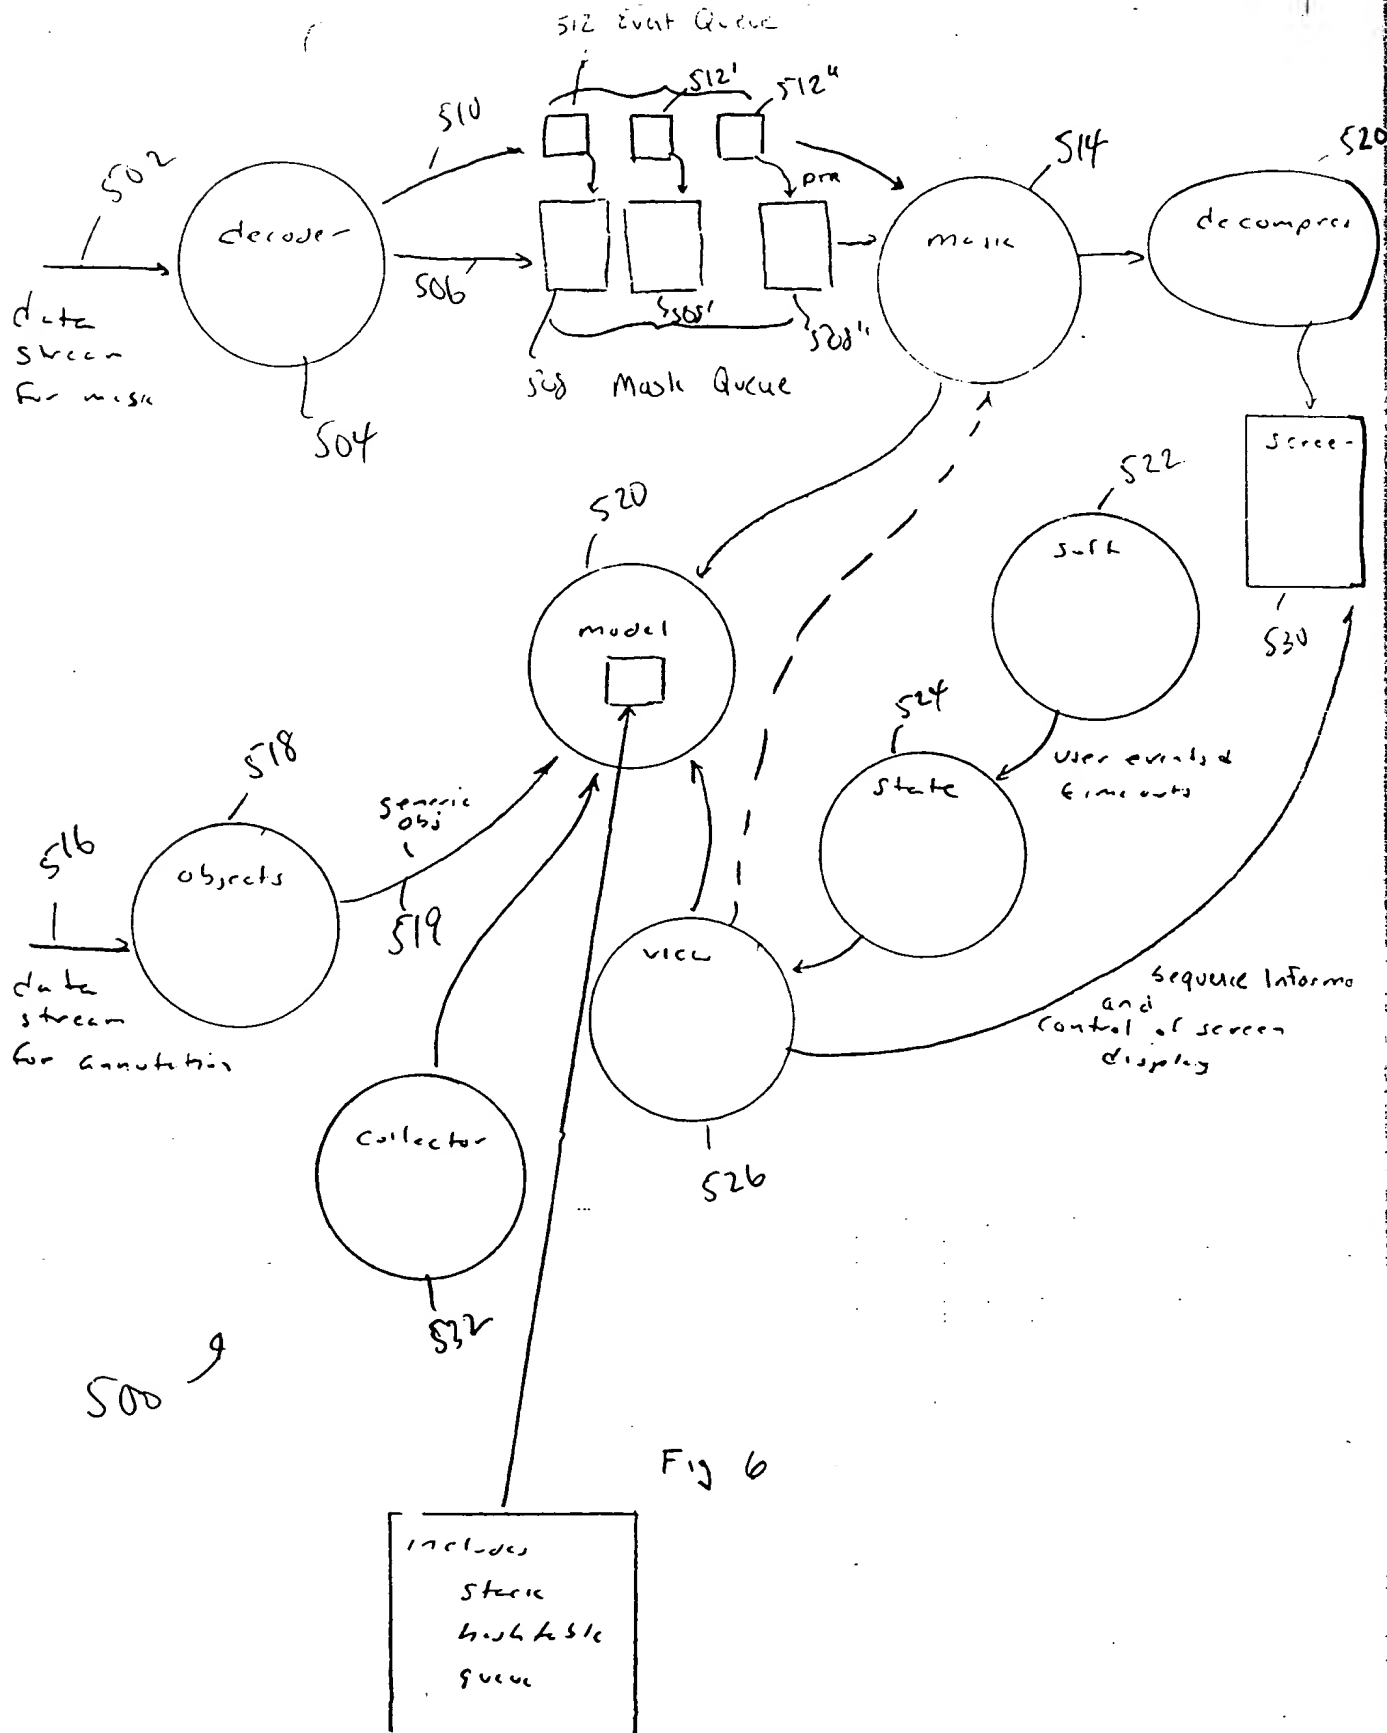 512 Event Queue
512'
512"
510
502
514
520
ptr
decoder
mask
decompres
506
508'
508"
data
stream
for mask
508 Mask Queue
504
screen
522
520
530
model
524
user events &
timeouts
state
518
generic
obj
516
objects
519
view
data
stream
for annotation
sequence Informa
and
control of screen
display
collector
526
532
500
Fig 6
includes
stack
hashtable
queue